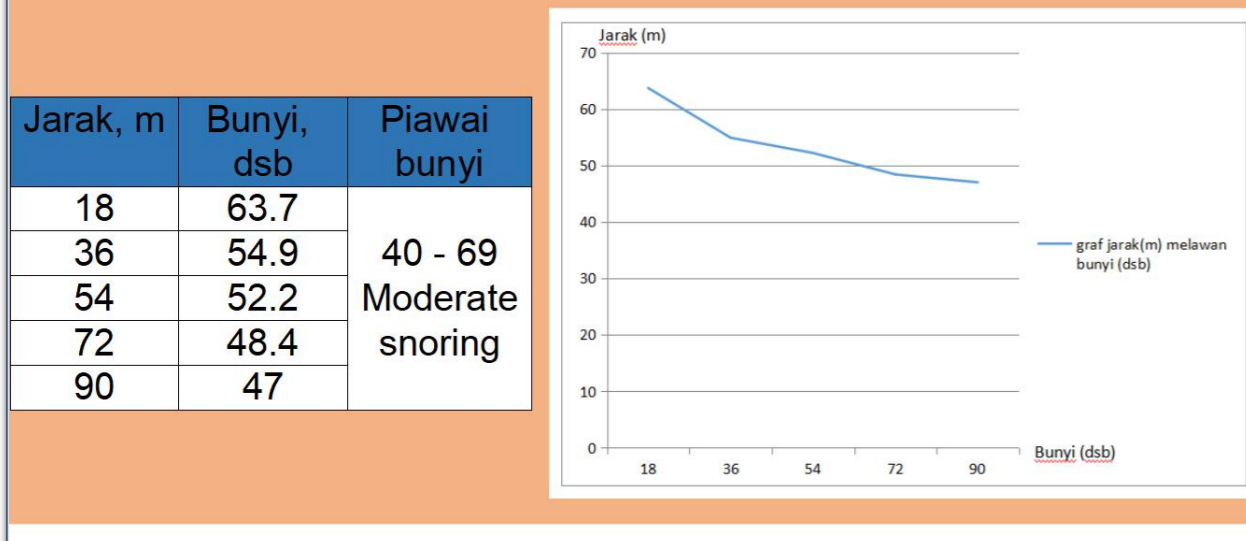 Jarak, m Bunyi, dsb Piawai bunyi
18 63.7 40 - 69 Moderate snoring
36 54.9
54 52.2
72 48.4
90 47
Jarak (m)
70
60
50
40
30
20
10
0
18 36 54 72 90
Bunyi (dsb)
graf jarak(m) melawan
bunyi (dsb)